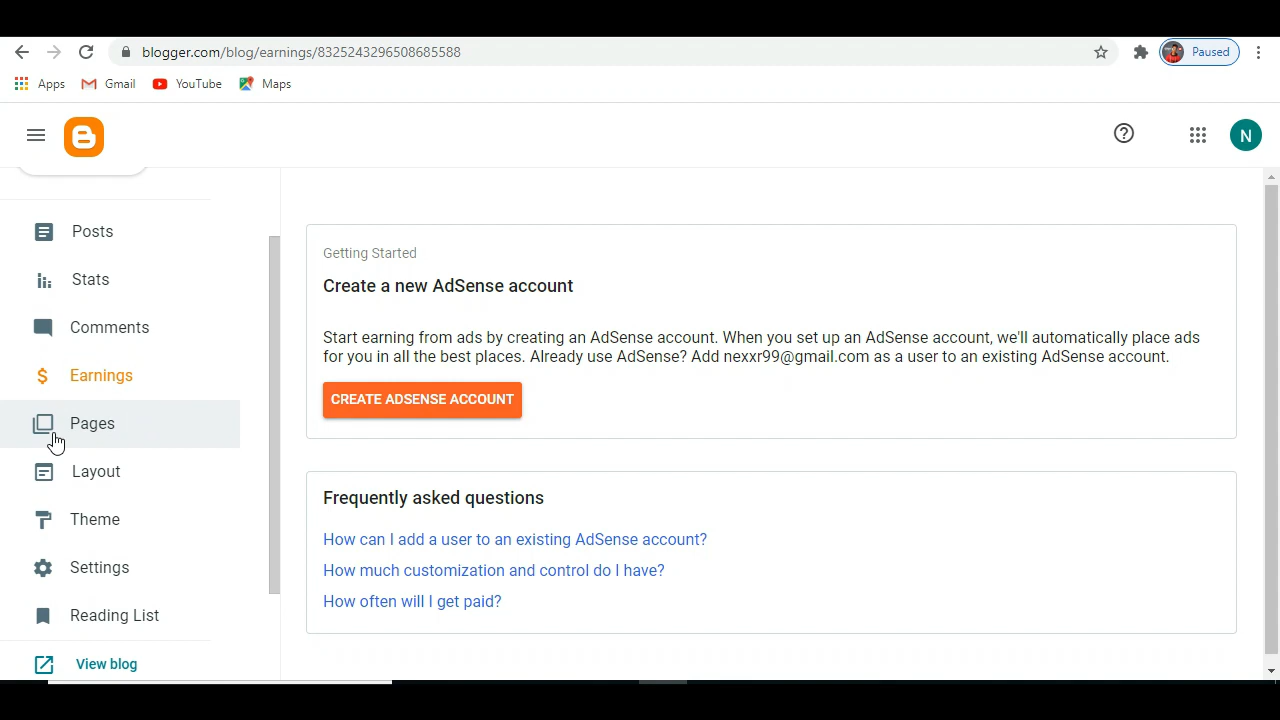 blogger.com/blog/earnings/8325243296508685588
Paused
Apps Gmail YouTube Maps
N
Posts
Stats
Comments
Earnings
Pages
Layout
Theme
Settings
Reading List
View blog
Getting Started
Create a new AdSense account
Start earning from ads by creating an AdSense account. When you set up an AdSense account, we'll automatically place ads
for you in all the best places. Already use AdSense? Add nexxr99@gmail.com as a user to an existing AdSense account.
CREATE ADSENSE ACCOUNT
Frequently asked questions
How can I add a user to an existing AdSense account?
How much customization and control do I have?
How often will I get paid?